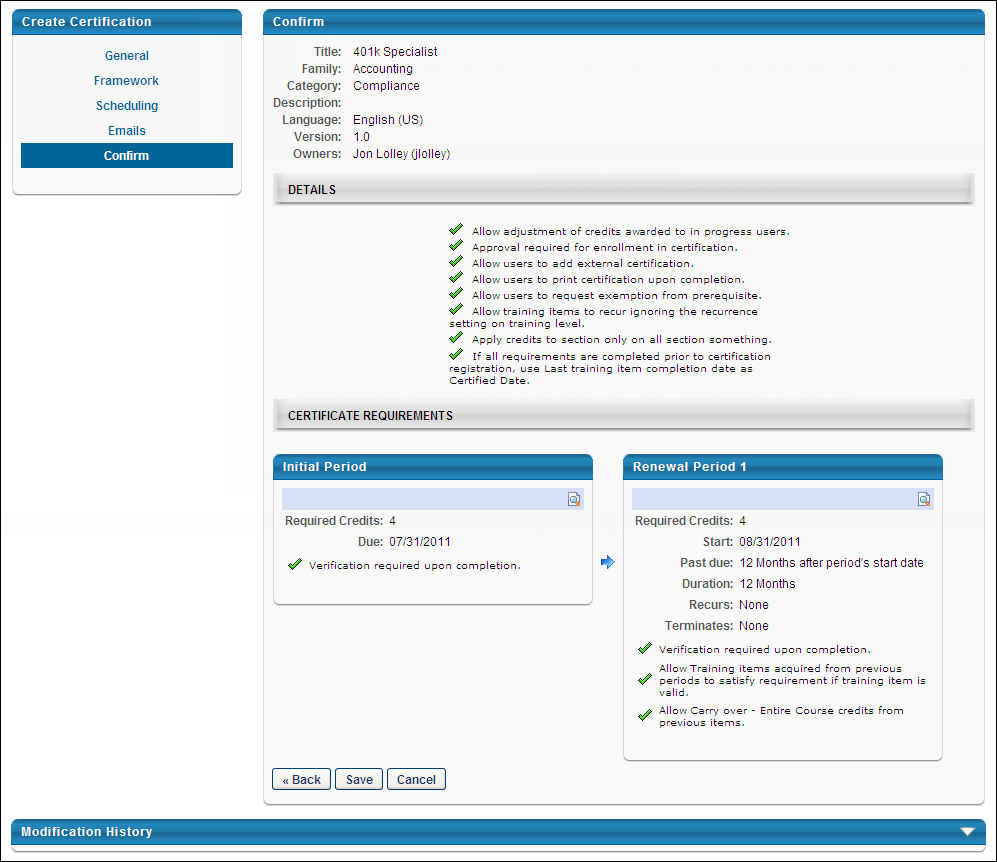 Create Certification
General
Framework
Scheduling
Emails
Confirm
Confirm
Title: 401k Specialist
Family: Accounting
Category: Compliance
Description:
Language: English (US)
Version: 1.0
Owners: Jon Lolley (jlolley)
DETAILS
Allow adjustment of credits awarded to in progress users.
Approval required for enrollment in certification.
Allow users to add external certification.
Allow users to print certification upon completion.
Allow users to request exemption from prerequisite.
Allow training items to recur ignoring the recurrence
setting on training level.
Apply credits to section only on all section something.
If all requirements are completed prior to certification
registration, use Last training item completion date as
Certified Date.
CERTIFICATE REQUIREMENTS
Initial Period
Required Credits: 4
Due: 07/31/2011
Verification required upon completion.
Renewal Period 1
Required Credits: 4
Start: 08/31/2011
Past due: 12 Months after period's start date
Duration: 12 Months
Recurs: None
Terminates: None
Verification required upon completion.
Allow Training items acquired from previous
periods to satisfy requirement if training item is
valid.
Allow Carry over - Entire Course credits from
previous items.
« Back
Save
Cancel
Modification History